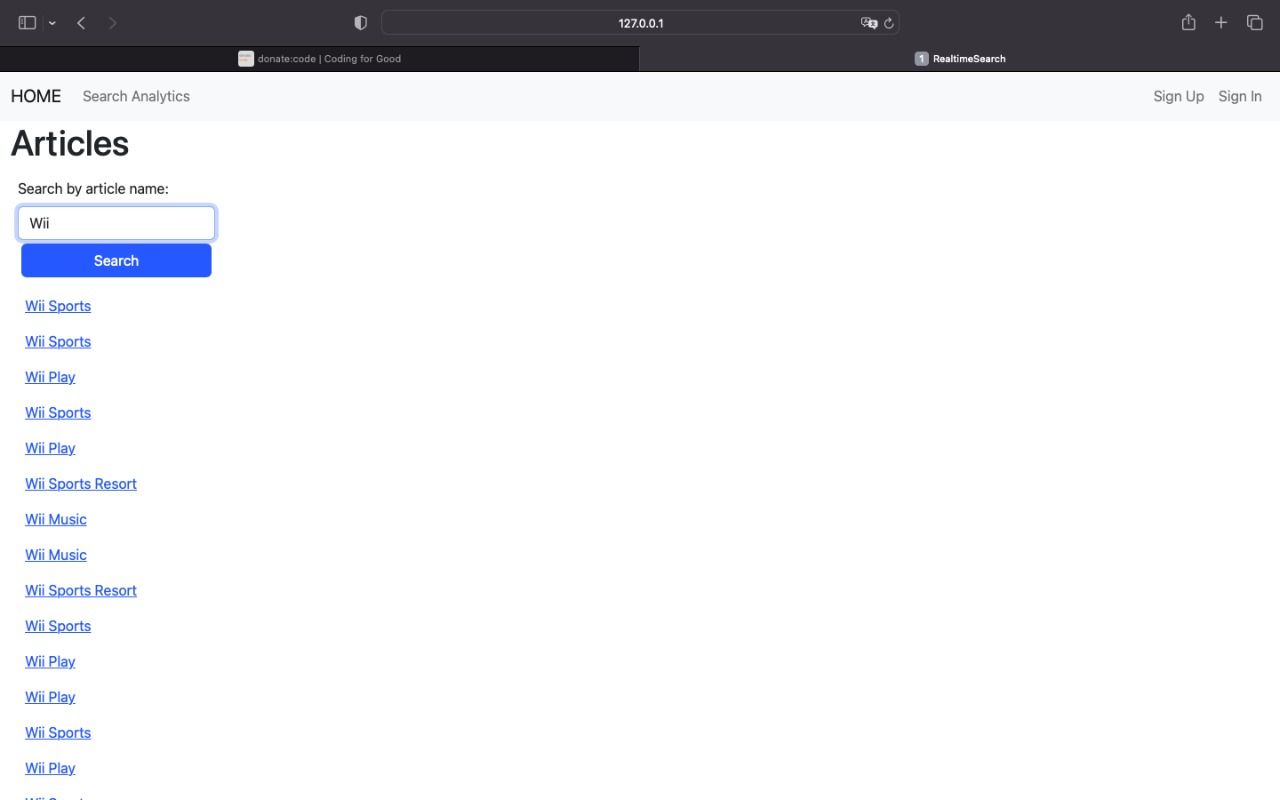 127.0.0.1
donate:code | Coding for Good
1 RealtimeSearch
HOME Search Analytics Sign Up Sign In
Articles
Search by article name:
Wii
Search
Wii Sports
Wii Sports
Wii Play
Wii Sports
Wii Play
Wii Sports Resort
Wii Music
Wii Music
Wii Sports Resort
Wii Sports
Wii Play
Wii Play
Wii Sports
Wii Play